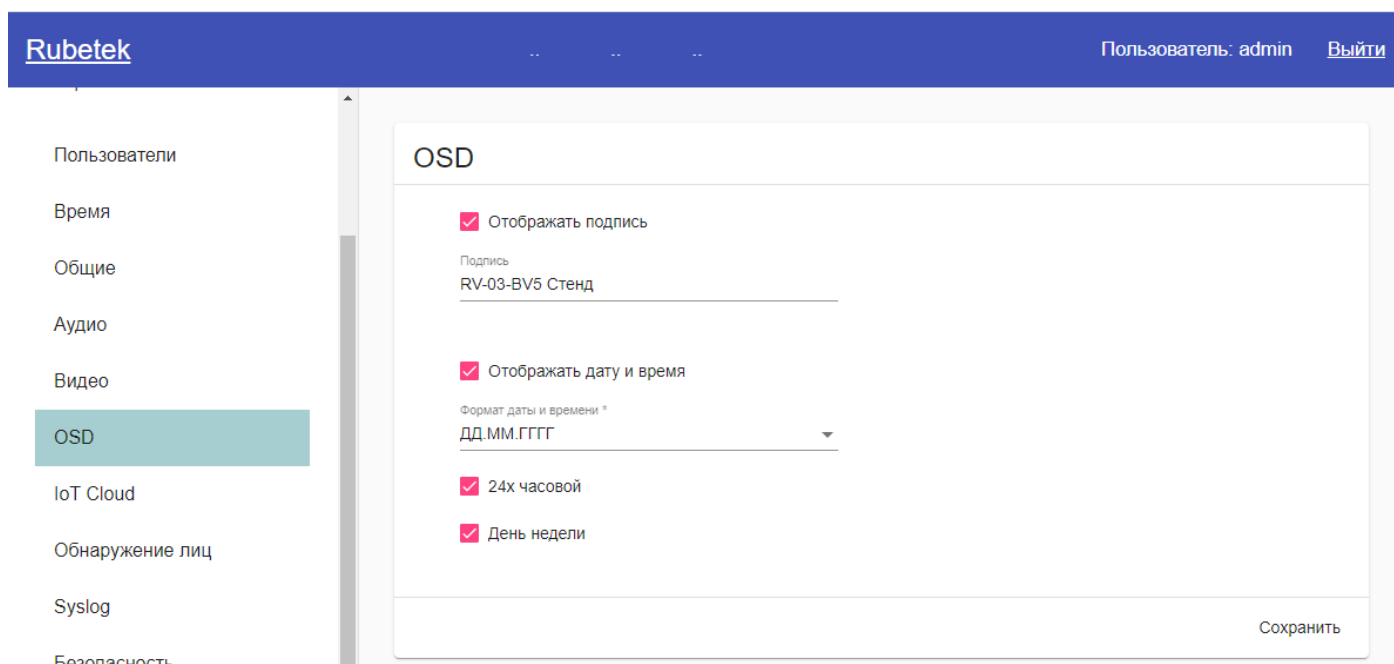 Rubetek
Пользователь: admin
Выйти
Пользователи
Время
Общие
Аудио
Видео
OSD
IoT Cloud
Обнаружение лиц
Syslog
Безопасность
OSD
Отображать подпись
Подпись
RV-03-BV5 Стенд
Отображать дату и время
Формат даты и времени *
ДД.ММ.ГГГГ
24х часовой
День недели
Сохранить